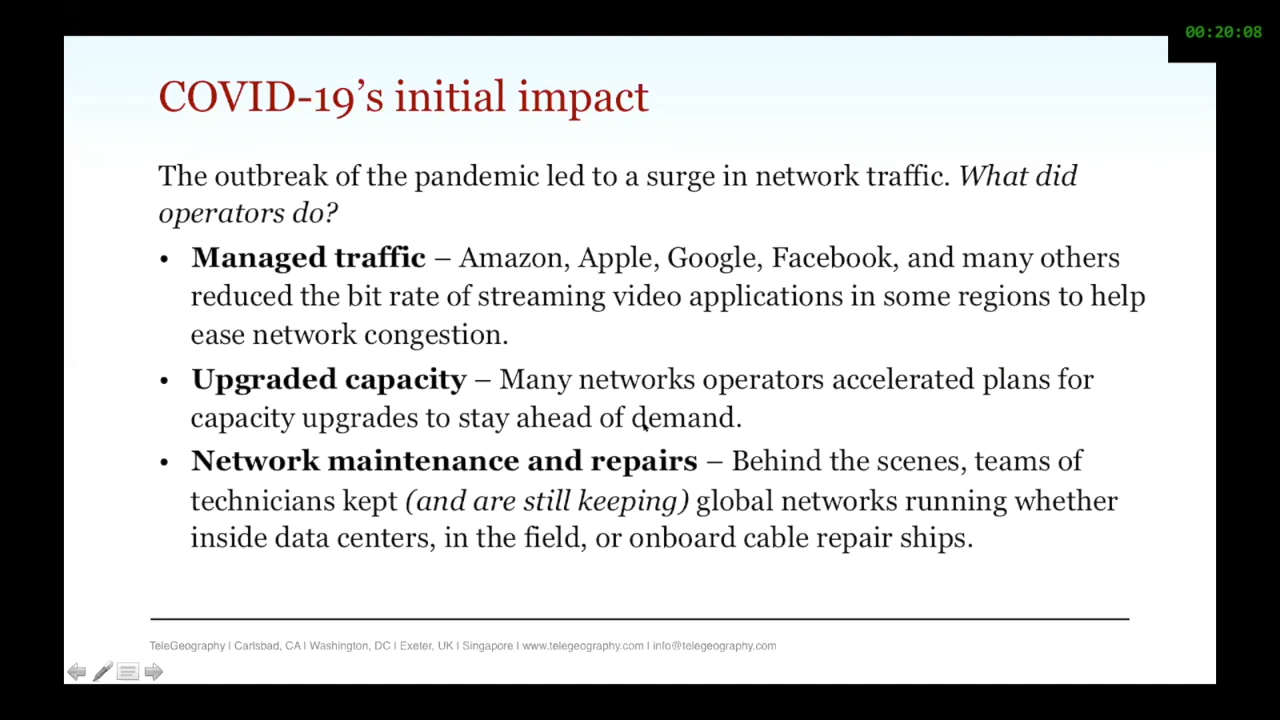 00:20:08
COVID-19’s initial impact
The outbreak of the pandemic led to a surge in network traffic. What did
operators do?
• Managed traffic – Amazon, Apple, Google, Facebook, and many others
reduced the bit rate of streaming video applications in some regions to help
ease network congestion.
• Upgraded capacity – Many networks operators accelerated plans for
capacity upgrades to stay ahead of demand.
• Network maintenance and repairs – Behind the scenes, teams of
technicians kept (and are still keeping) global networks running whether
inside data centers, in the field, or onboard cable repair ships.
TeleGeography I Carlsbad, CA I Washington, DC I Exeter, UK I Singapore I www.telegeography.com I info@telegeography.com